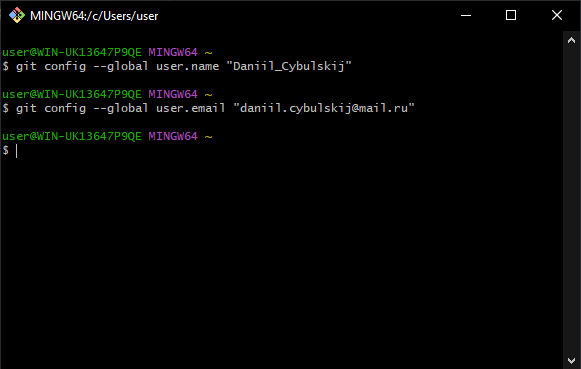 MINGW64:/c/Users/user
user@WIN-UK13647P9QE MINGW64 ~
$ git config --global user.name "Daniil_Cybulskij"
user@WIN-UK13647P9QE MINGW64 ~
$ git config --global user.email "daniil.cybulskij@mail.ru"
user@WIN-UK13647P9QE MINGW64 ~
$